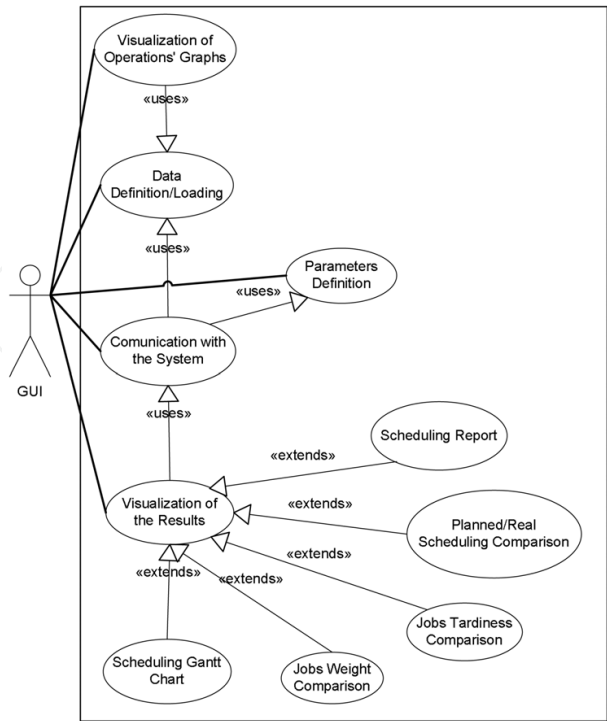 Visualization of
Operations' Graphs
«uses»
Data
Definition/Loading
«uses»
Parameters
Definition
«uses»
Comunication with
the System
GUI
«uses»
Scheduling Report
«extends»
Visualization of
the Results
«extends»
Planned/Real
Scheduling Comparison
«extends»
«extends»
«extends»
Jobs Tardiness
Comparison
Scheduling Gantt
Chart
Jobs Weight
Comparison